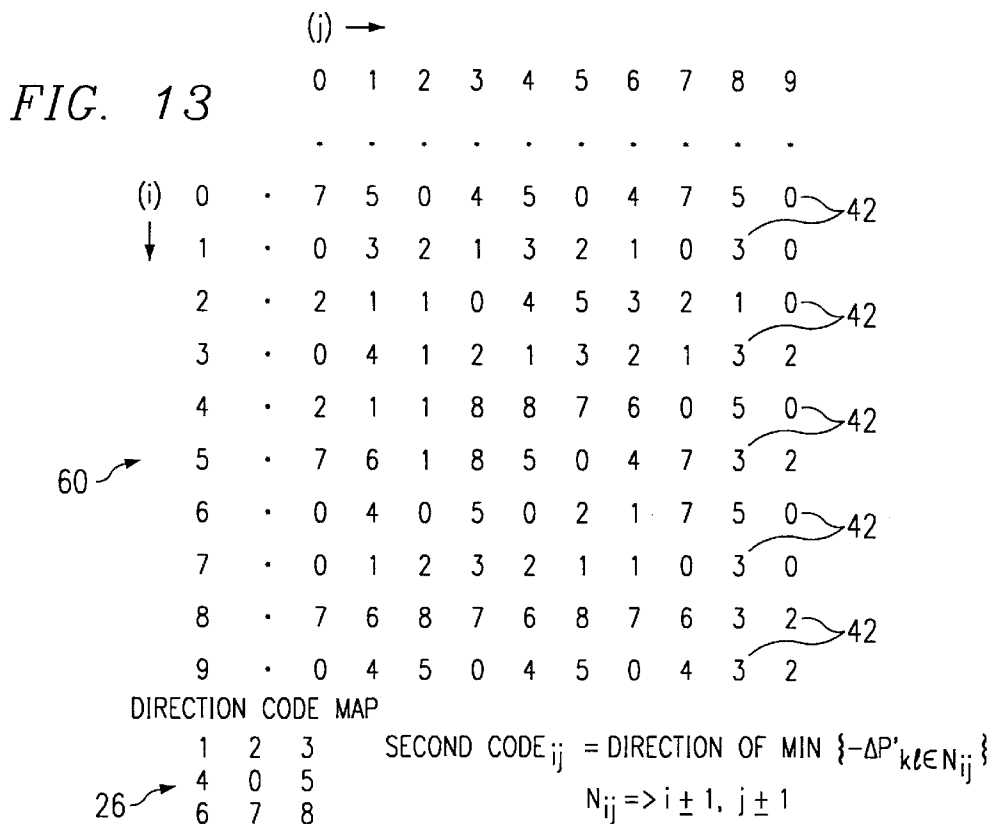 (j) →
FIG. 13
0 1 2 3 4 5 6 7 8 9
. . . . . . . . . .
(i) 0 · 7 5 0 4 5 0 4 7 5 0 42
↓ 1 · 0 3 2 1 3 2 1 0 3 0
2 · 2 1 1 0 4 5 3 2 1 0 42
3 · 0 4 1 2 1 3 2 1 3 2
4 · 2 1 1 8 8 7 6 0 5 0 42
60 5 · 7 6 1 8 5 0 4 7 3 2
6 · 0 4 0 5 0 2 1 7 5 0 42
7 · 0 1 2 3 2 1 1 0 3 0
8 · 7 6 8 7 6 8 7 6 3 2 42
9 · 0 4 5 0 4 5 0 4 3 2
DIRECTION CODE MAP
1 2 3 SECOND CODE ij = DIRECTION OF MIN {-ΔP'kℓ∈Nij}
26 4 0 5
6 7 8 Nij => i ± 1, j ± 1